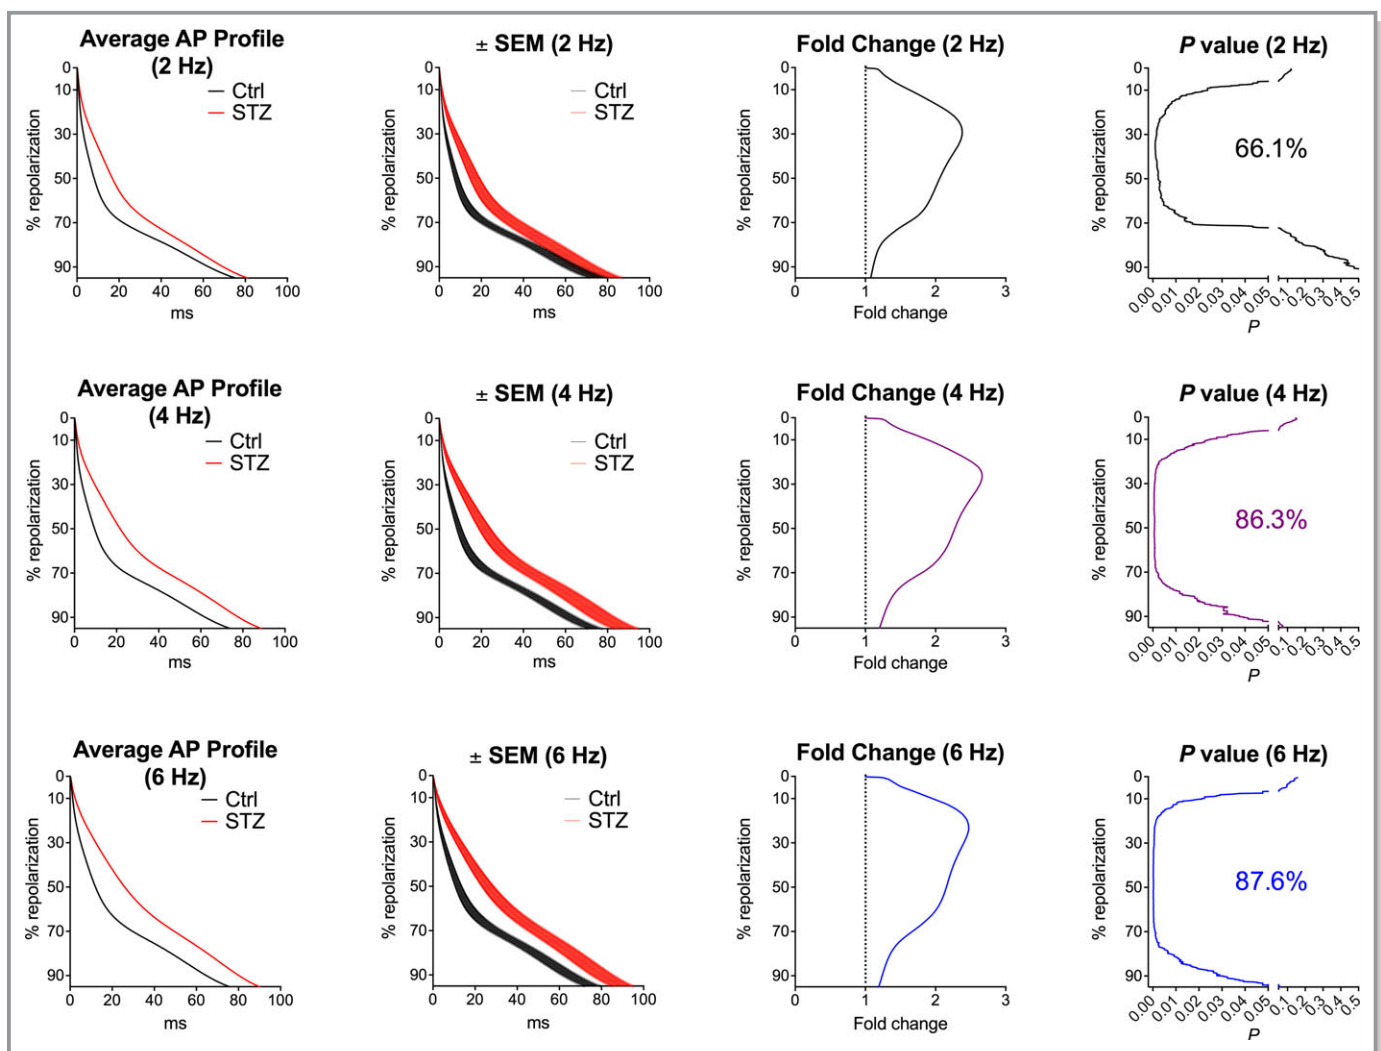 Average AP Profile
(2 Hz)
Ctrl
STZ
0
10
30
50
70
90
% repolarization
0 20 40 60 80 100
ms
± SEM (2 Hz)
Ctrl
STZ
0
10
30
50
70
90
% repolarization
0 20 40 60 80 100
ms
Fold Change (2 Hz)
0
10
30
50
70
90
% repolarization
0 1 2 3
Fold change
P value (2 Hz)
66.1%
0
10
30
50
70
90
% repolarization
0.00 0.01 0.02 0.03 0.04 0.05 0.1 0.2 0.3 0.4 0.5
P
Average AP Profile
(4 Hz)
Ctrl
STZ
0
10
30
50
70
90
% repolarization
0 20 40 60 80 100
ms
± SEM (4 Hz)
Ctrl
STZ
0
10
30
50
70
90
% repolarization
0 20 40 60 80 100
ms
Fold Change (4 Hz)
0
10
30
50
70
90
% repolarization
0 1 2 3
Fold change
P value (4 Hz)
86.3%
0
10
30
50
70
90
% repolarization
0.00 0.01 0.02 0.03 0.04 0.05 0.1 0.2 0.3 0.4 0.5
P
Average AP Profile
(6 Hz)
Ctrl
STZ
0
10
30
50
70
90
% repolarization
0 20 40 60 80 100
ms
± SEM (6 Hz)
Ctrl
STZ
0
10
30
50
70
90
% repolarization
0 20 40 60 80 100
ms
Fold Change (6 Hz)
0
10
30
50
70
90
% repolarization
0 1 2 3
Fold change
P value (6 Hz)
87.6%
0
10
30
50
70
90
% repolarization
0.00 0.01 0.02 0.03 0.04 0.05 0.1 0.2 0.3 0.4 0.5
P